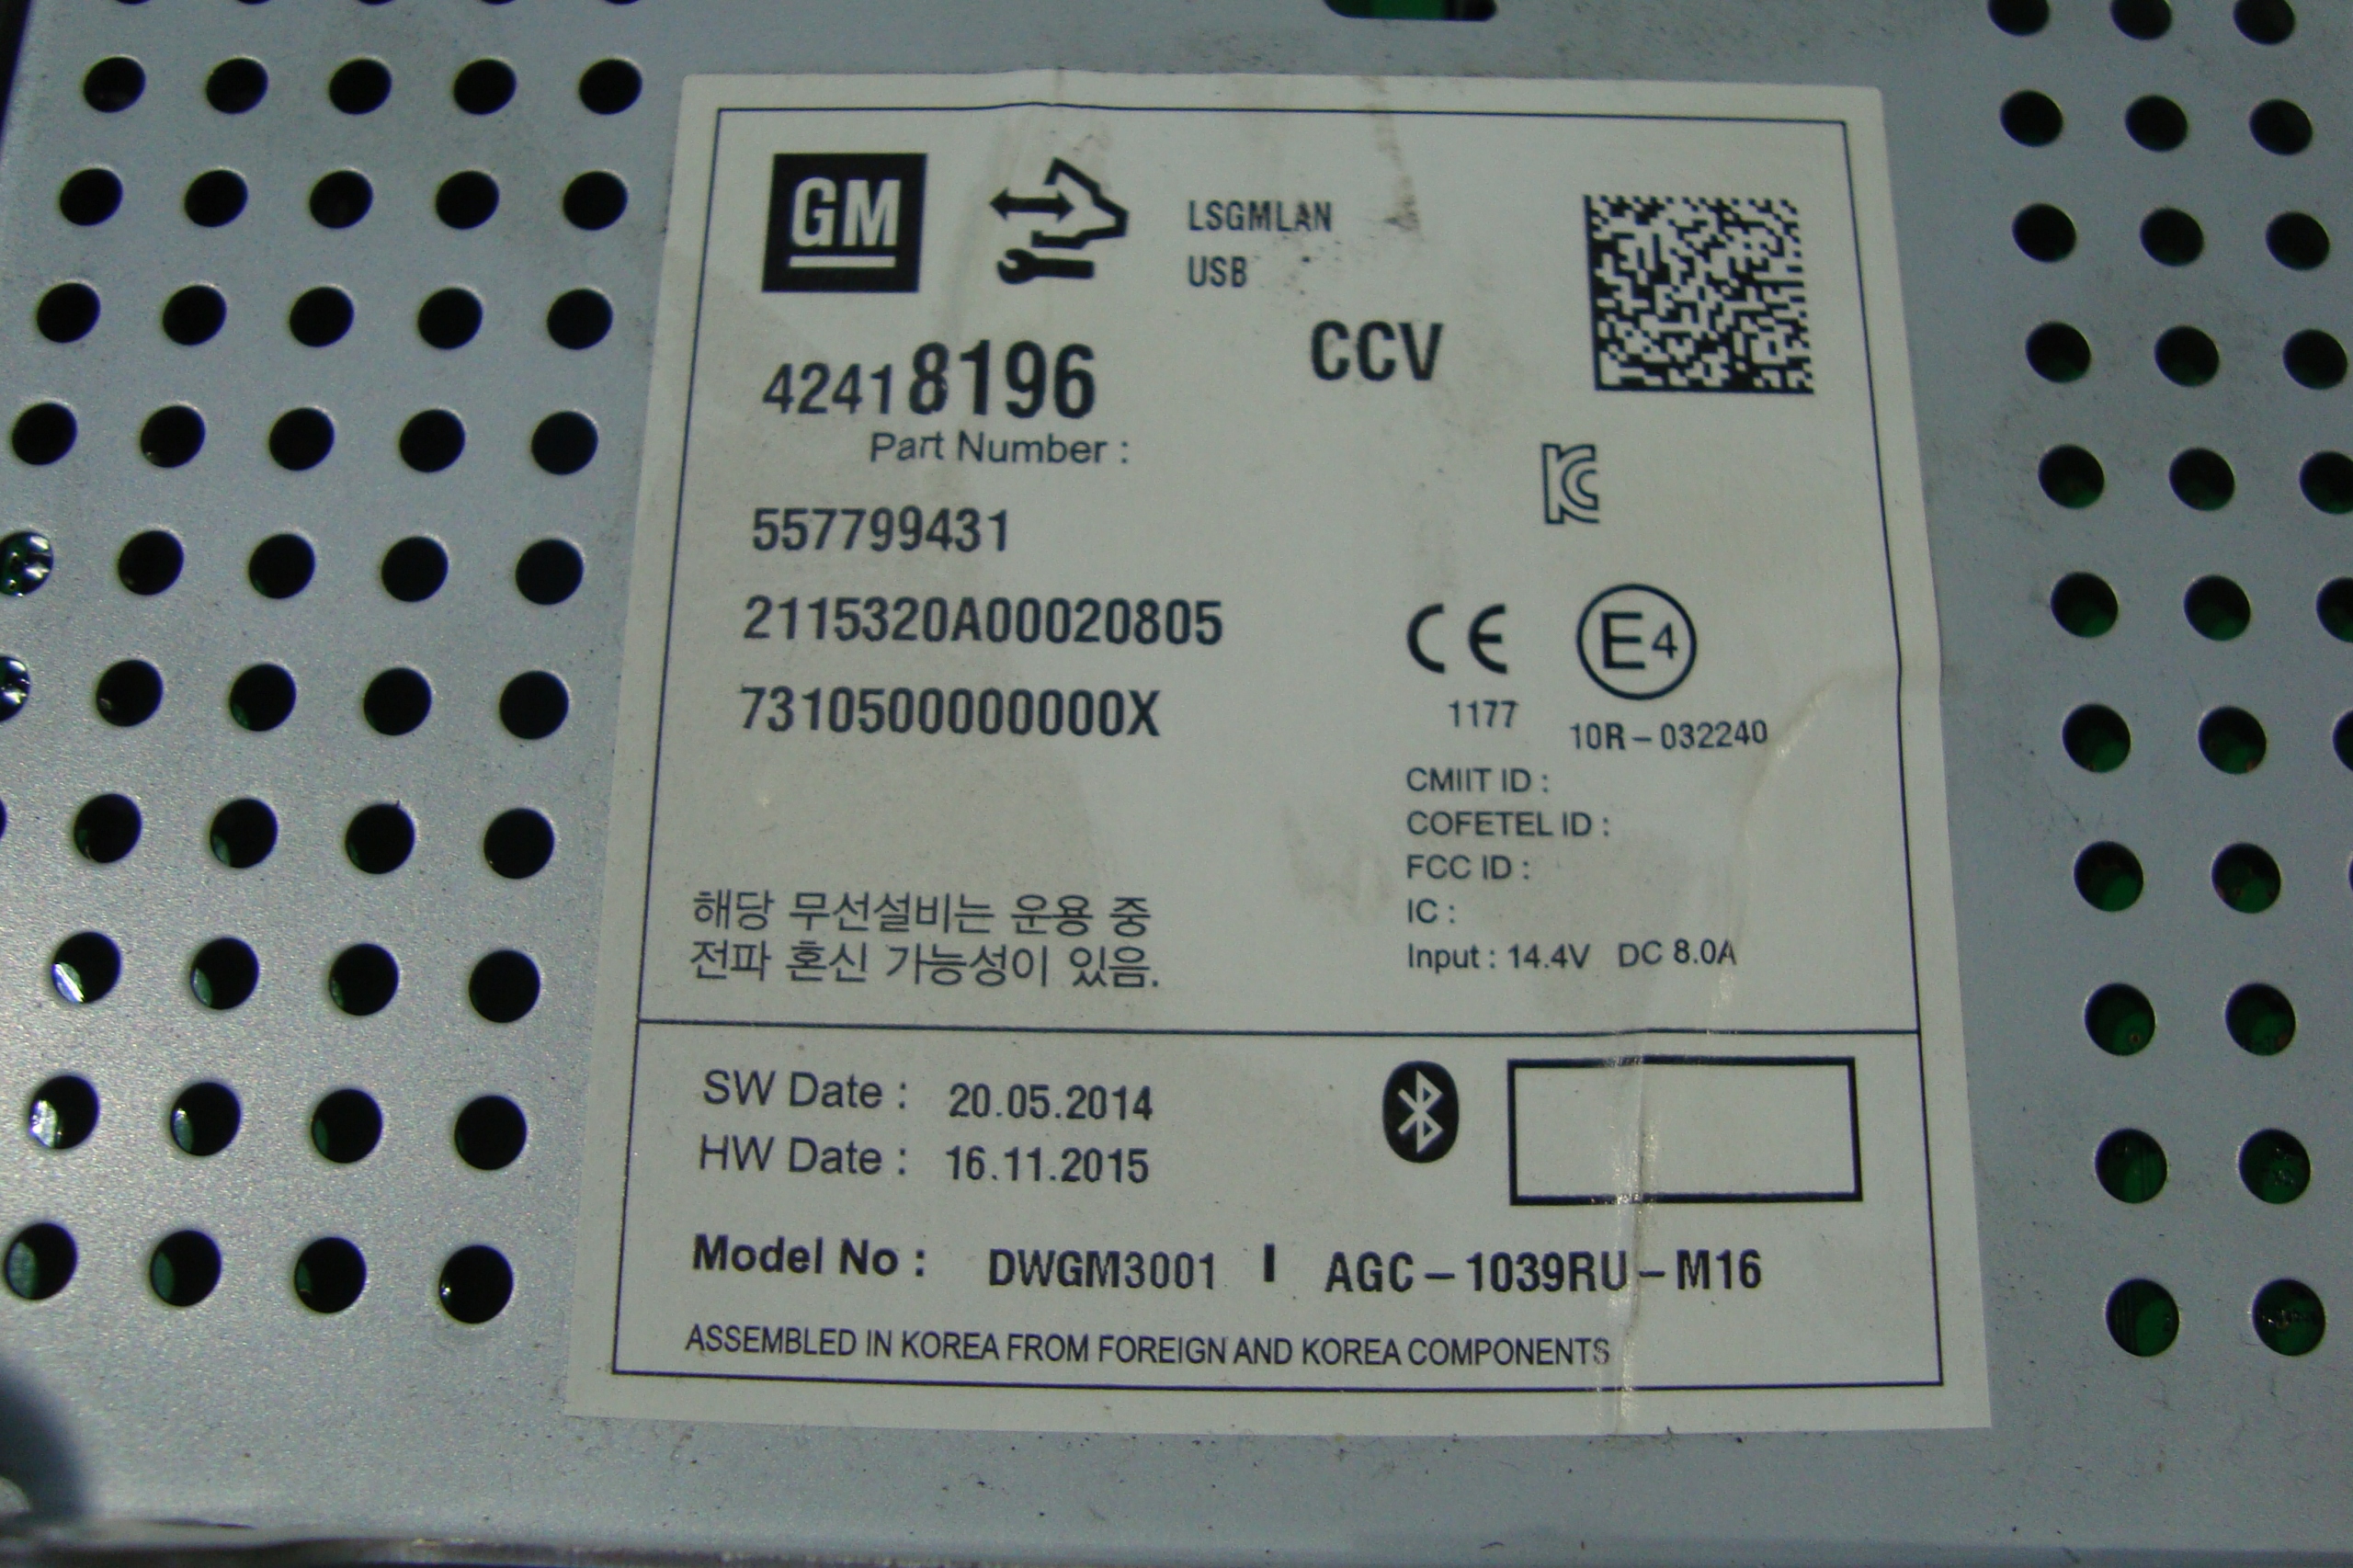 GM
LSGMLAN
USB
CCV
42418196
Part Number :
557799431
2115320A00020805
7310500000000X
CE
1177
E4
10R-032240
CMIIT ID :
COFETEL ID :
FCC ID :
IC :
Input : 14.4V DC 8.0A
해당 무선설비는 운용 중
전파 혼신 가능성이 있음.
SW Date : 20.05.2014
HW Date : 16.11.2015
Model No : DWGM3001 I AGC-1039RU-M16
ASSEMBLED IN KOREA FROM FOREIGN AND KOREA COMPONENTS